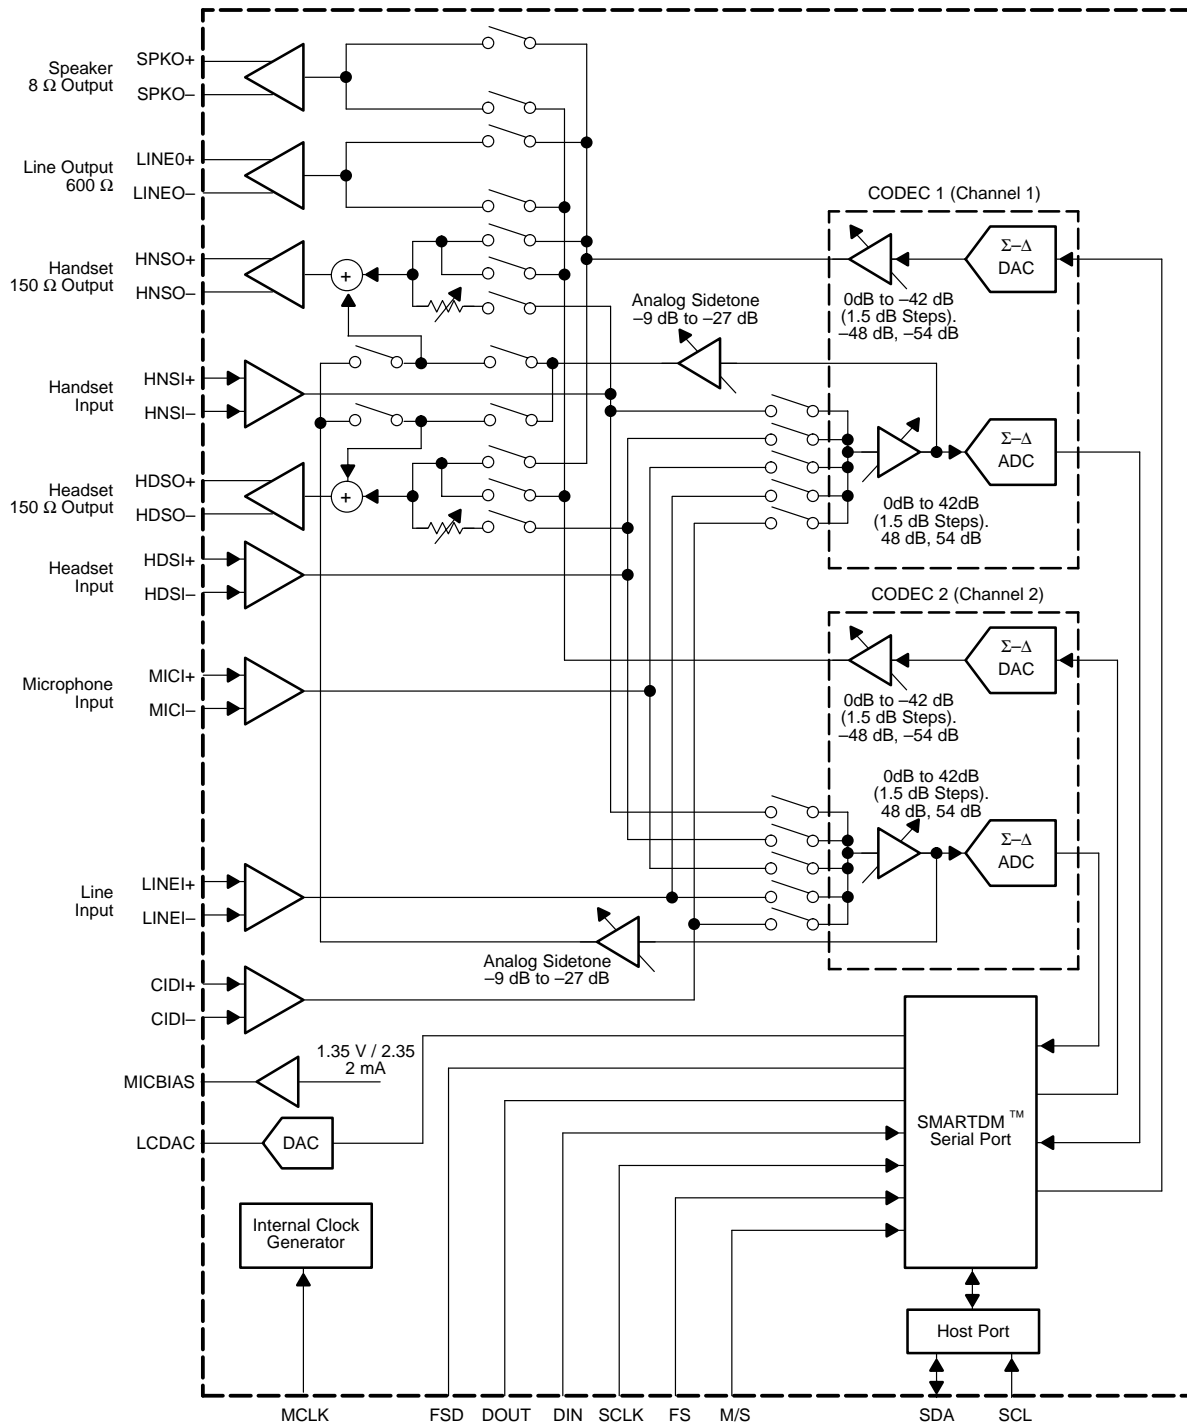 SPKO+
Speaker
8 Ω Output
SPKO–
LINE0+
Line Output
600 Ω
LINEO–
CODEC 1 (Channel 1)
HNSO+
Handset
150 Ω Output
HNSO–
+
Σ–Δ
DAC
0dB to –42 dB
(1.5 dB Steps).
–48 dB, –54 dB
Analog Sidetone
–9 dB to –27 dB
HNSI+
Handset
Input
HNSI–
Σ–Δ
ADC
0dB to 42dB
(1.5 dB Steps).
48 dB, 54 dB
HDSO+
Headset
150 Ω Output
HDSO–
+
HDSI+
Headset
Input
HDSI–
CODEC 2 (Channel 2)
Σ–Δ
DAC
0dB to –42 dB
(1.5 dB Steps).
–48 dB, –54 dB
MICI+
Microphone
Input
MICI–
0dB to 42dB
(1.5 dB Steps).
48 dB, 54 dB
Σ–Δ
ADC
LINEI+
Line
Input
LINEI–
Analog Sidetone
–9 dB to –27 dB
CIDI+
CIDI–
1.35 V / 2.35
2 mA
MICBIAS
LCDAC
DAC
SMARTDM™
Serial Port
Internal Clock
Generator
Host Port
MCLK
FSD
DOUT
DIN
SCLK
FS
M/S
SDA
SCL